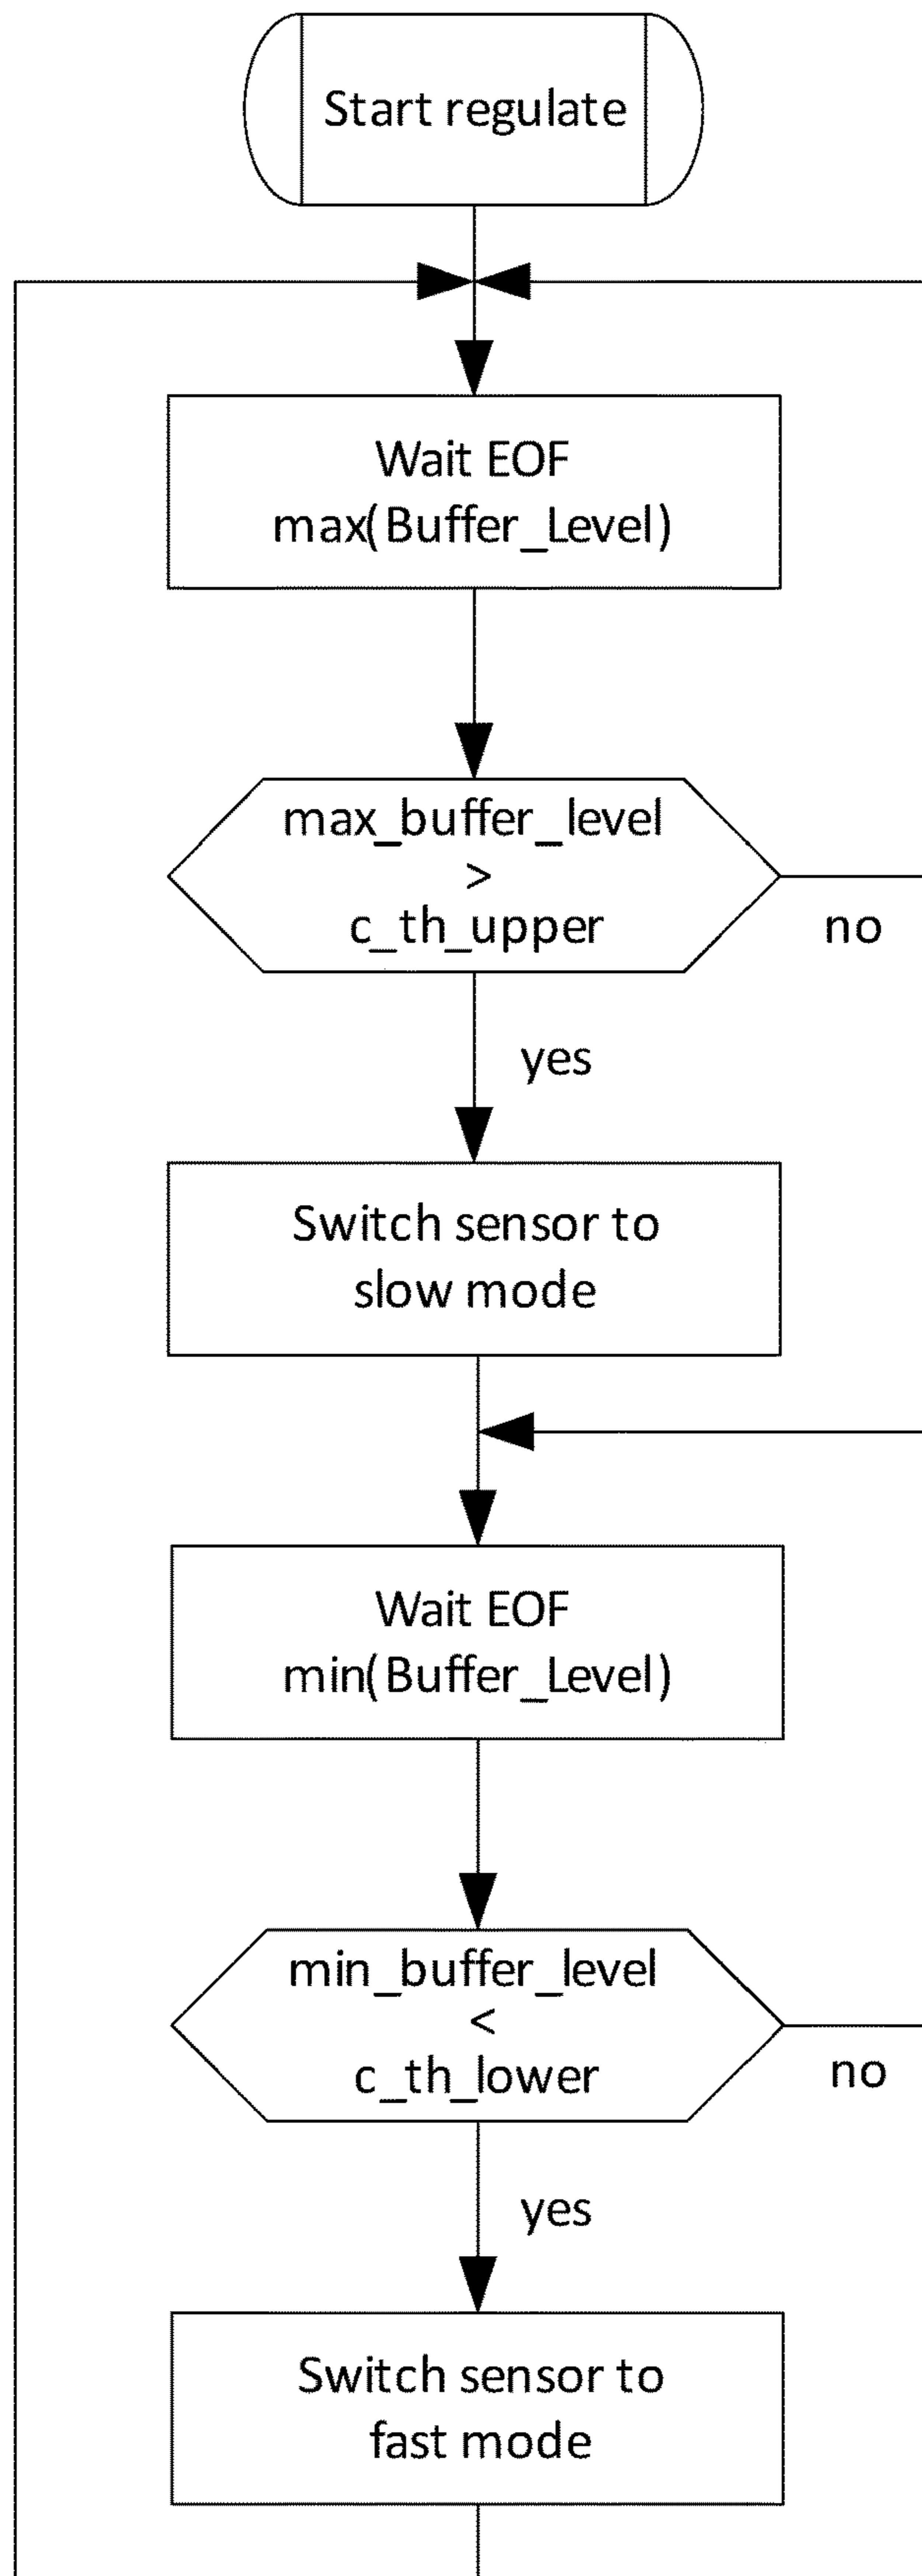 Start regulate
Wait EOF
max(Buffer_Level)
max_buffer_level
>
c_th_upper
no
yes
Switch sensor to
slow mode
Wait EOF
min(Buffer_Level)
min_buffer_level
<
c_th_lower
no
yes
Switch sensor to
fast mode